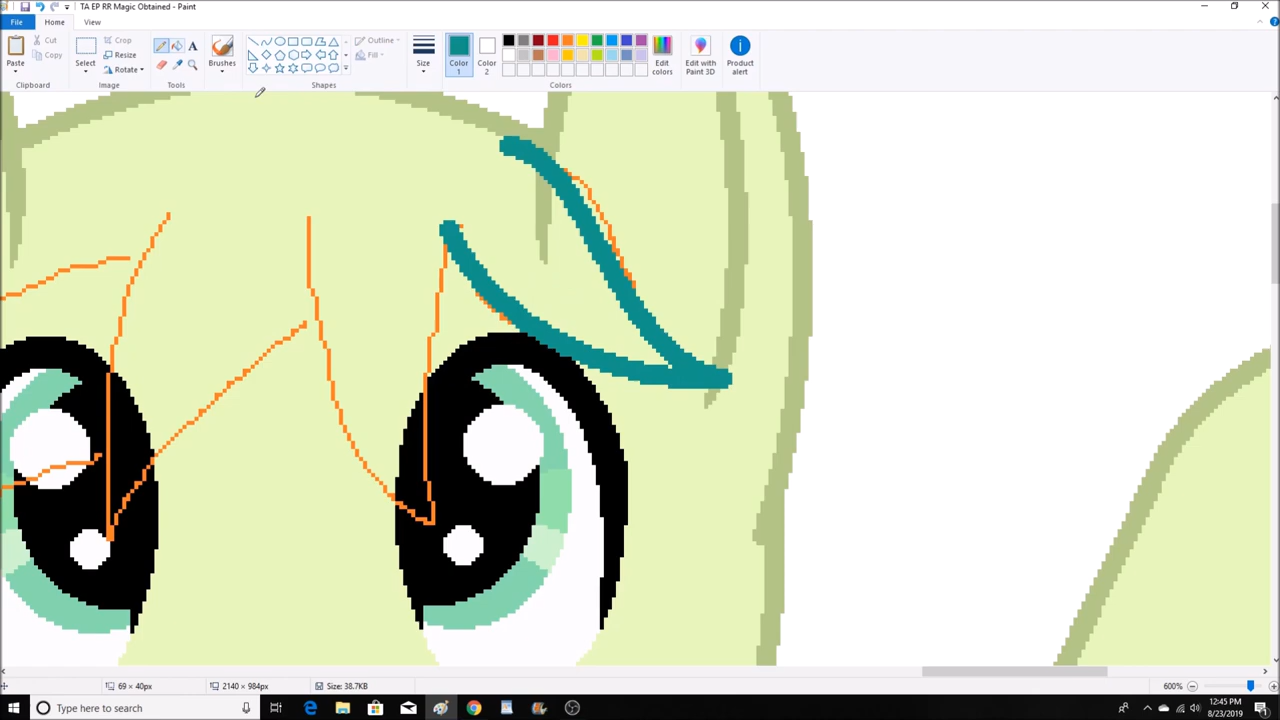 TA EP RR Magic Obtained - Paint
File Home View
Paste Cut Copy Clipboard
Select Crop Resize Rotate Image
Tools
Brushes
Outline Fill Shapes
Size
Color 1 Color 2 Colors
Edit colors
Edit with Paint 3D
Product alert
69 × 40px 2140 × 984px Size: 38.7KB 600%
Type here to search
12:45 PM
8/23/2019